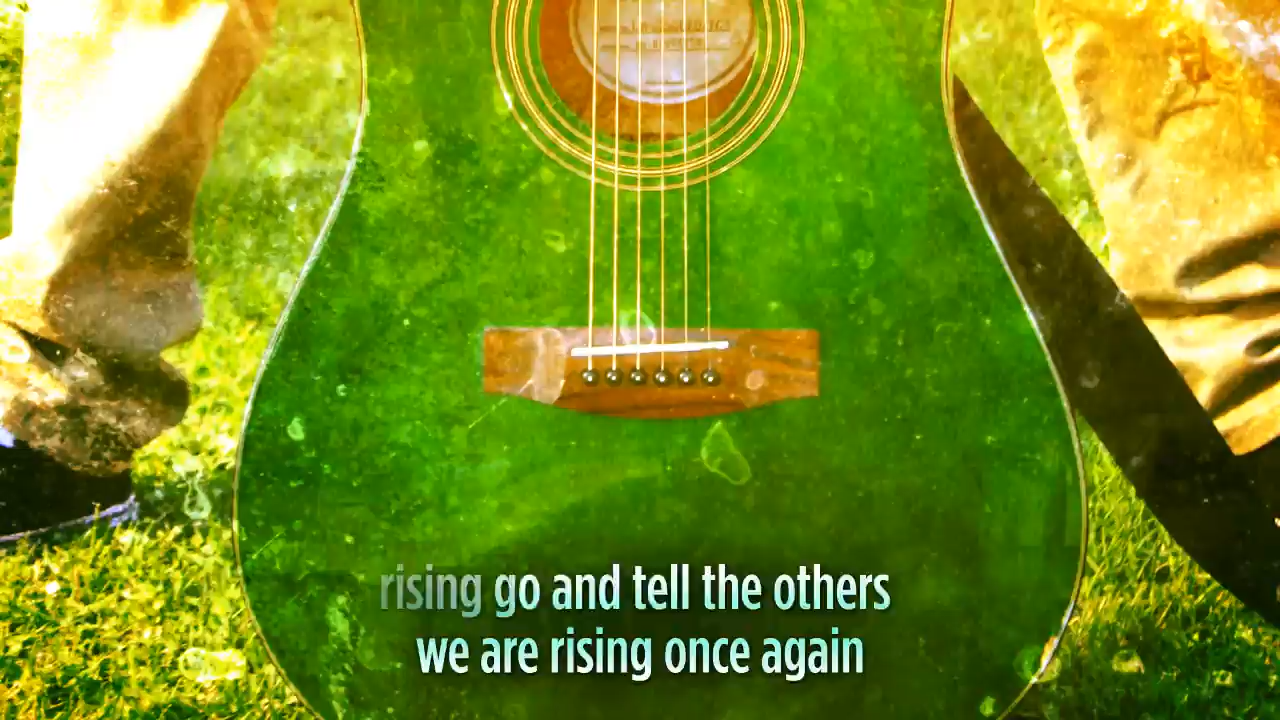 rising go and tell the others
we are rising once again